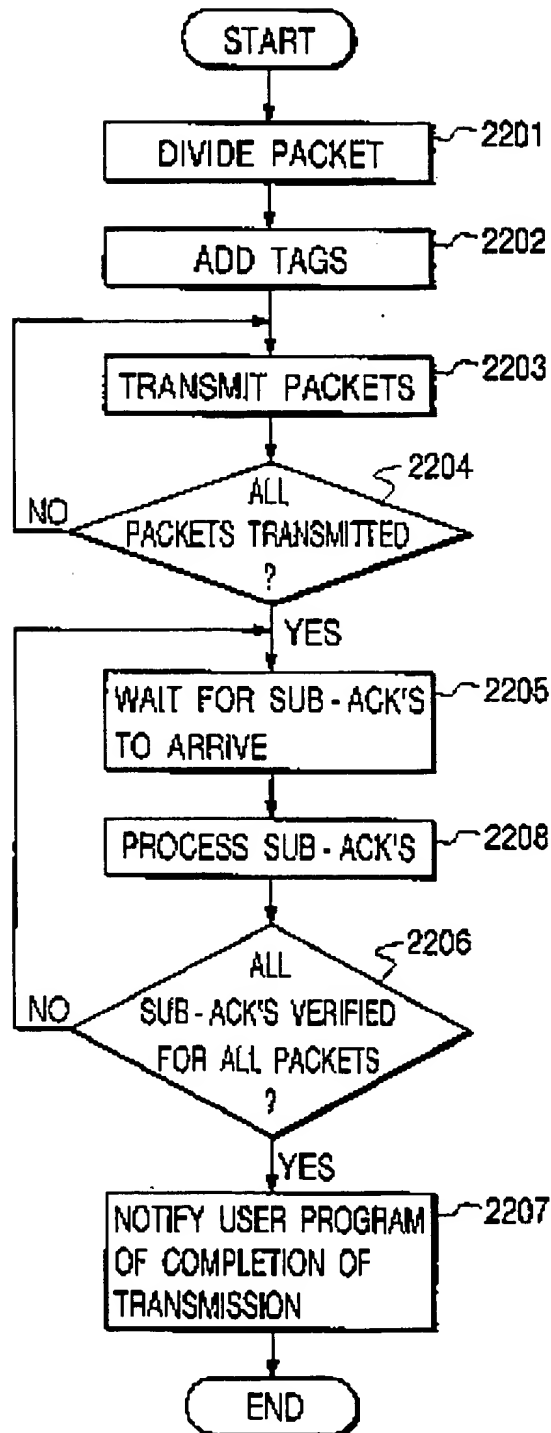 START
DIVIDE PACKET
2201
ADD TAGS
2202
TRANSMIT PACKETS
2203
2204
ALL
PACKETS TRANSMITTED
?
NO
YES
WAIT FOR SUB-ACK'S
TO ARRIVE
2205
PROCESS SUB-ACK'S
2208
2206
ALL
SUB-ACK'S VERIFIED
FOR ALL PACKETS
?
NO
YES
NOTIFY USER PROGRAM
OF COMPLETION OF
TRANSMISSION
2207
END